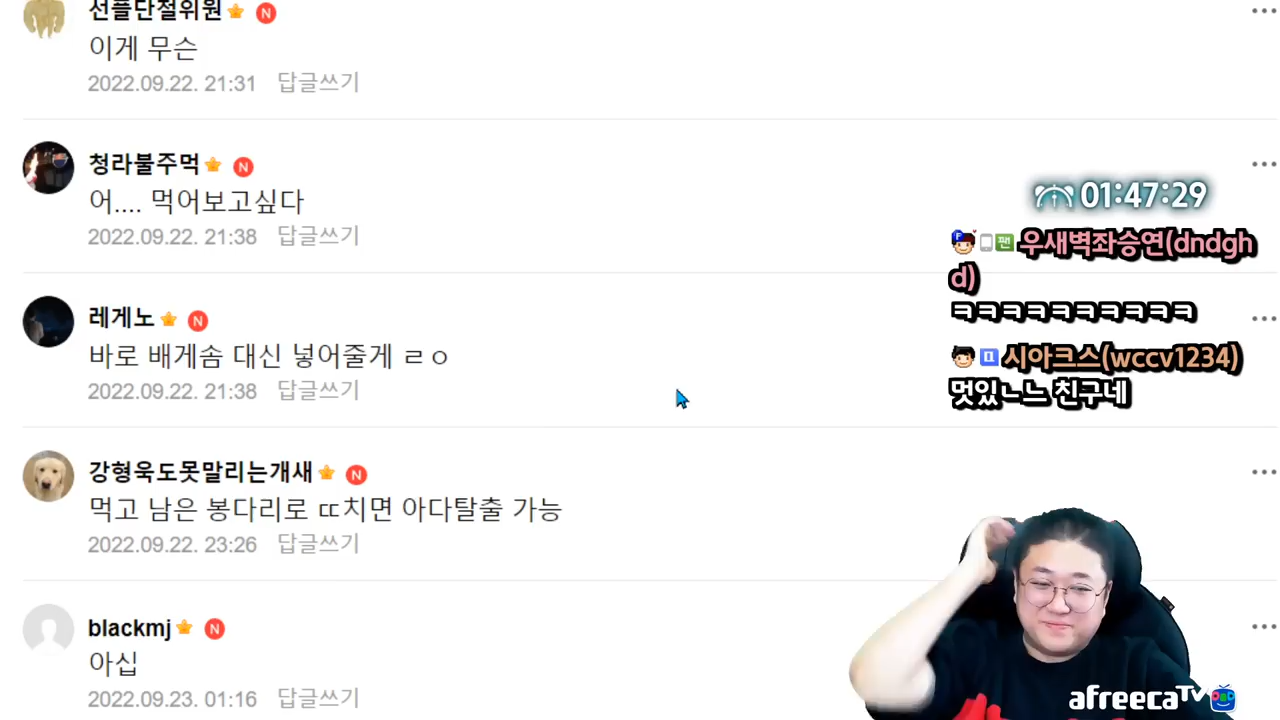 선플단절위원 N
이게 무슨
2022.09.22. 21:31 답글쓰기
청라불주먹 N
어.... 먹어보고싶다
2022.09.22. 21:38 답글쓰기
레게노 N
바로 배게솜 대신 넣어줄게 ㄹㅇ
2022.09.22. 21:38 답글쓰기
강형욱도못말리는개새 N
먹고 남은 봉다리로 ㄸ치면 아다탈출 가능
2022.09.22. 23:26 답글쓰기
blackmj N
아십
2022.09.23. 01:16 답글쓰기
01:47:29
F 팬 우새벽좌승연(dndgh
d)
ㅋㅋㅋㅋㅋㅋㅋㅋㅋㅋ
시아크스(wccv1234)
멋있ㄴ느 친구네
afreecaTV